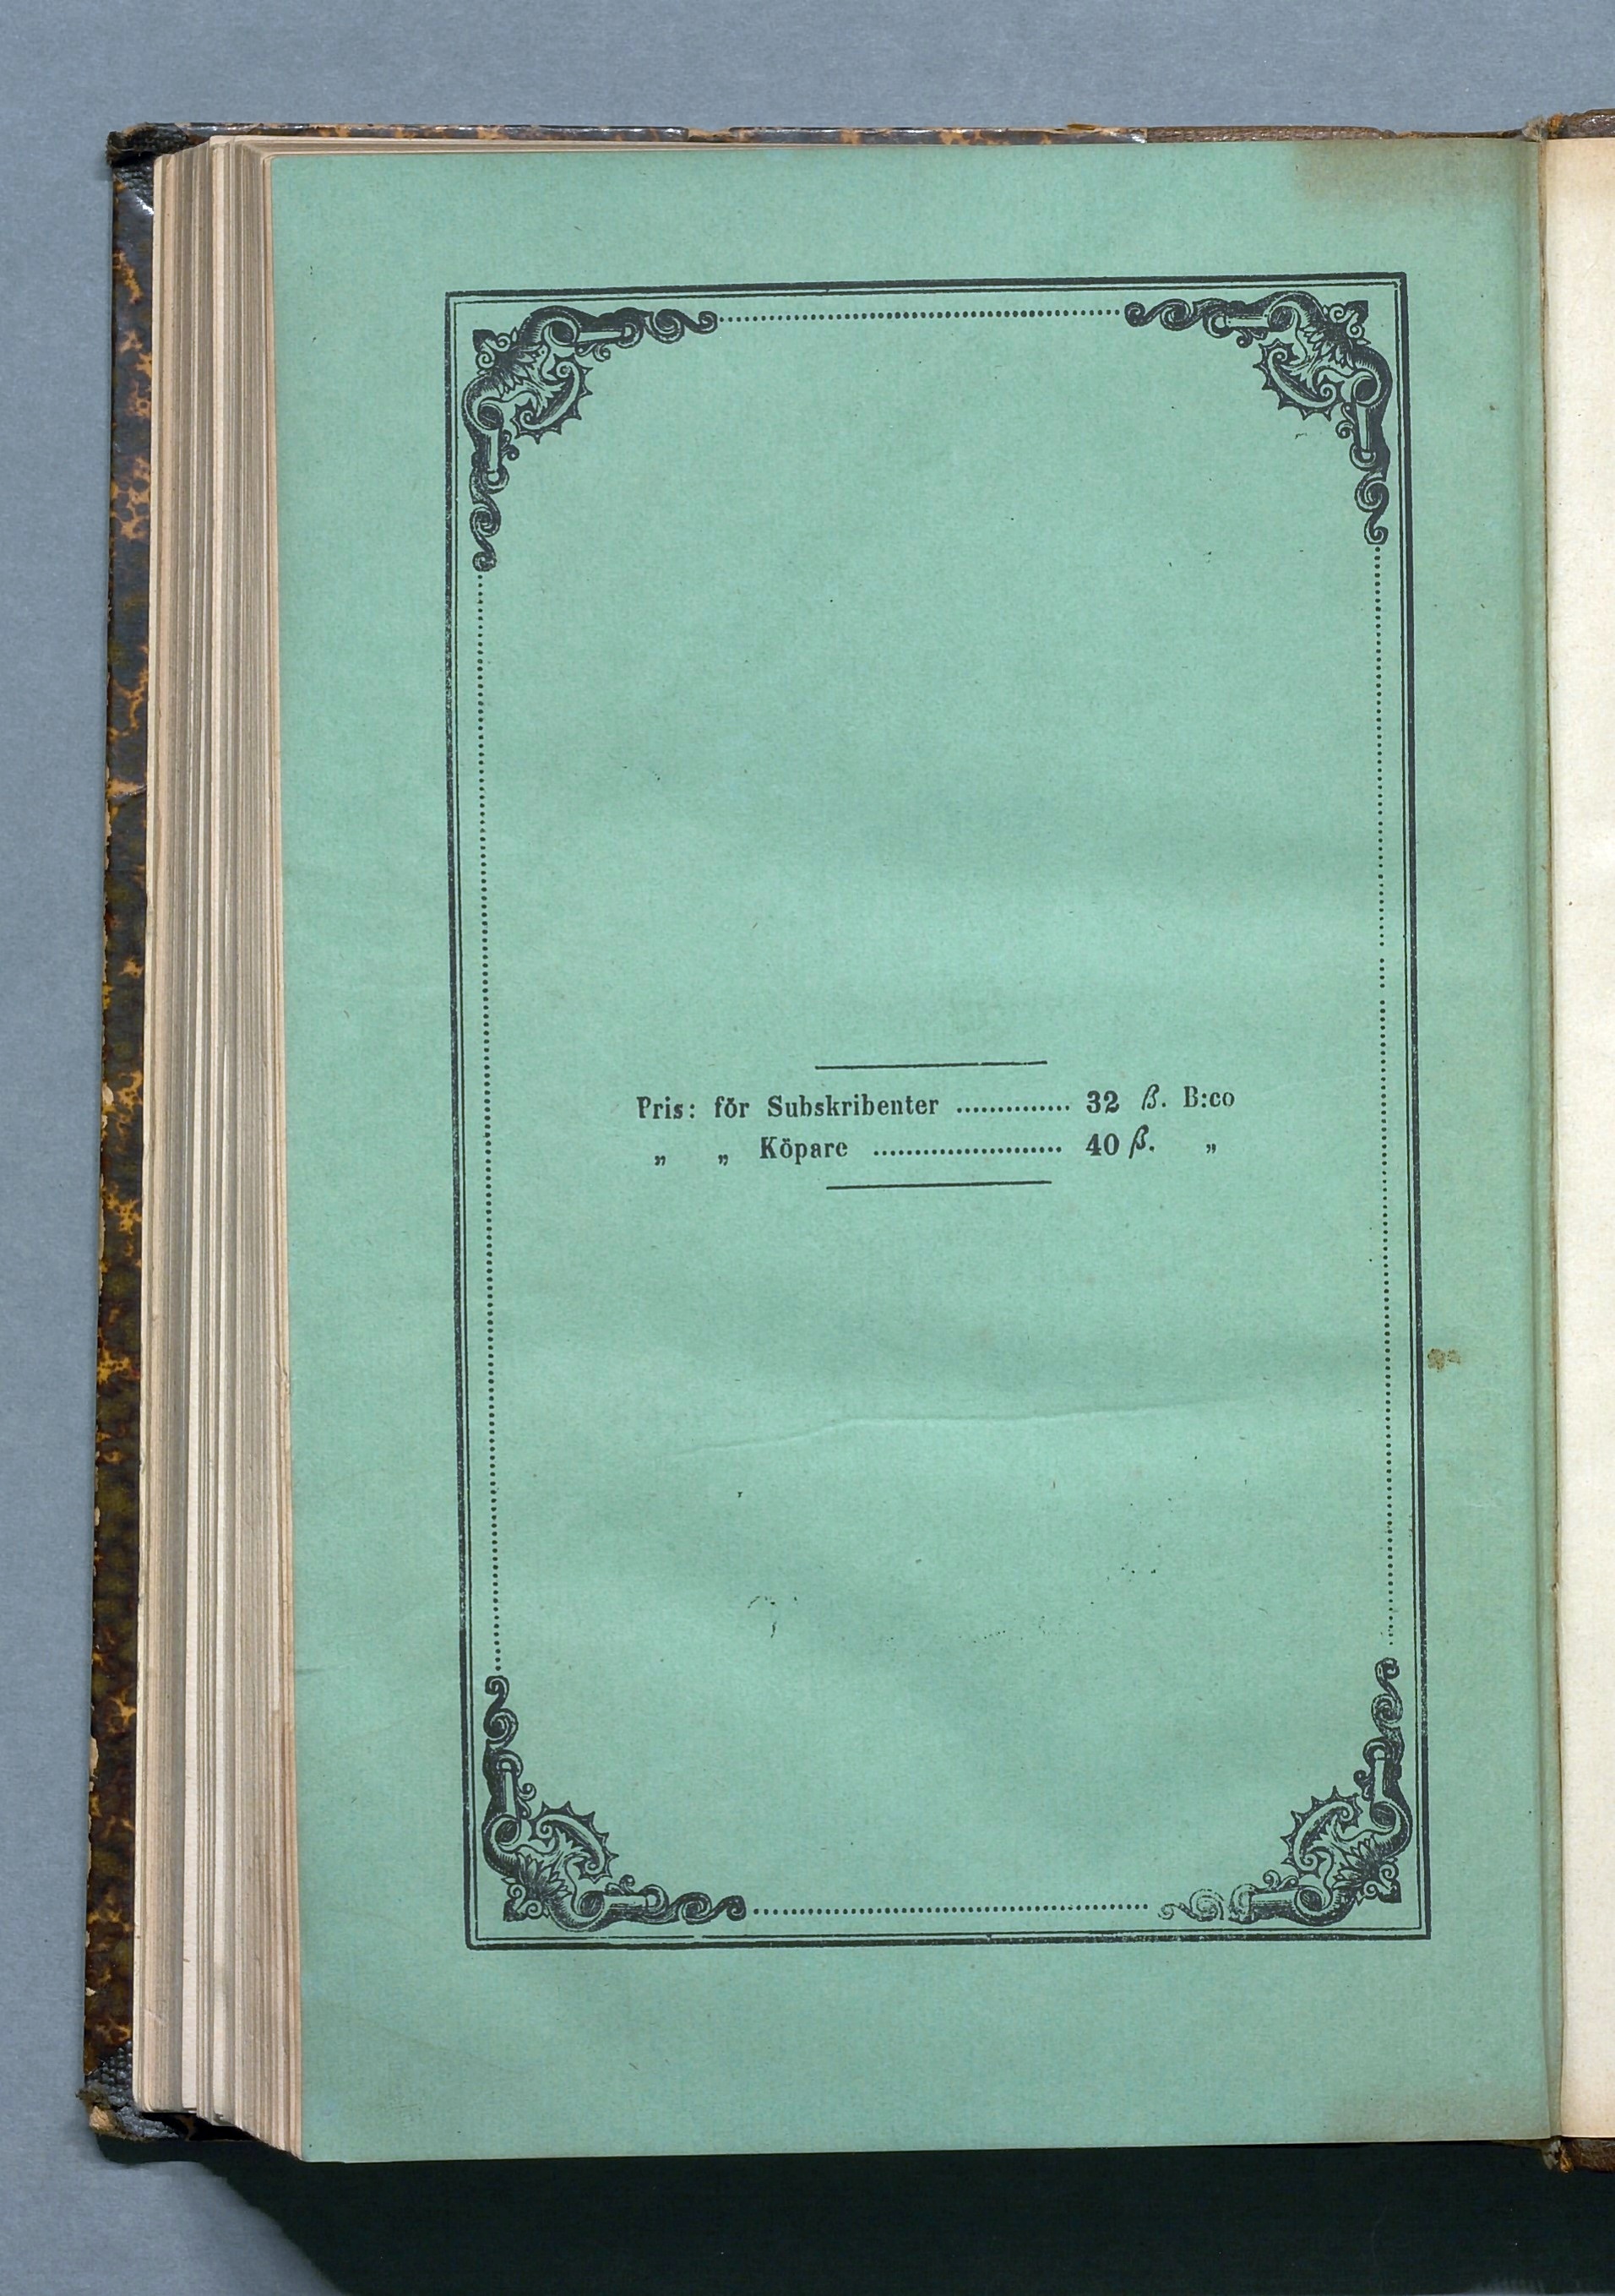 Pris: för Subskribenter .............. 32 ß. B:co
„ „ Köpare ....................... 40 ß. „